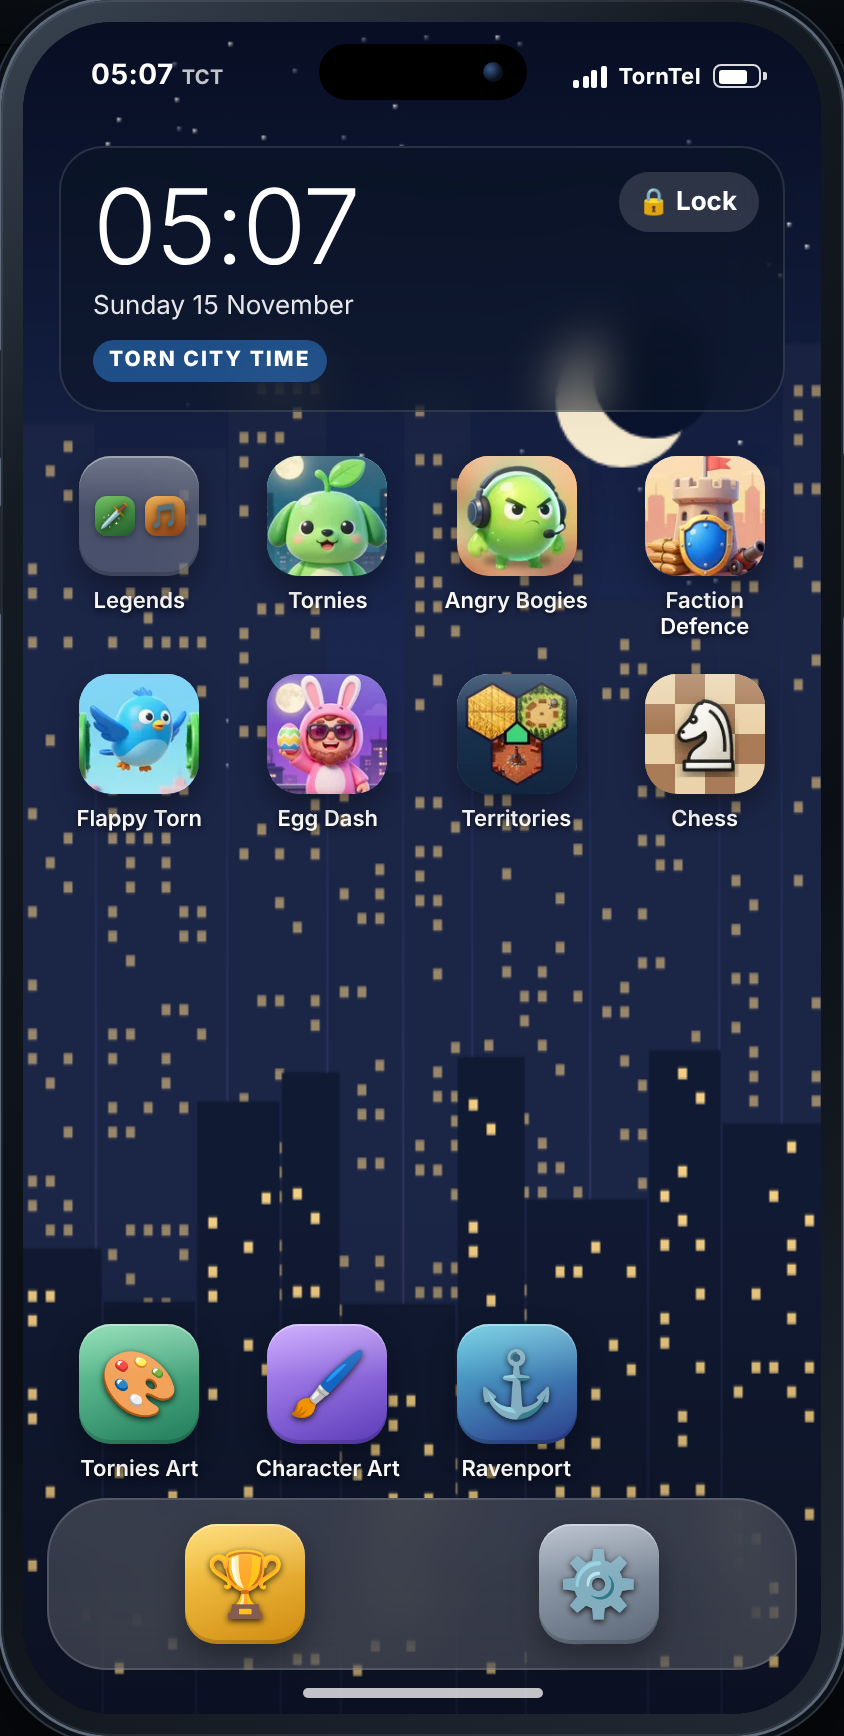 05:07 TCT
TornTel
05:07
🔒 Lock
Sunday 15 November
TORN CITY TIME
Legends
Tornies
Angry Bogies
Faction
Defence
Flappy Torn
Egg Dash
Territories
Chess
Tornies Art
Character Art
Ravenport